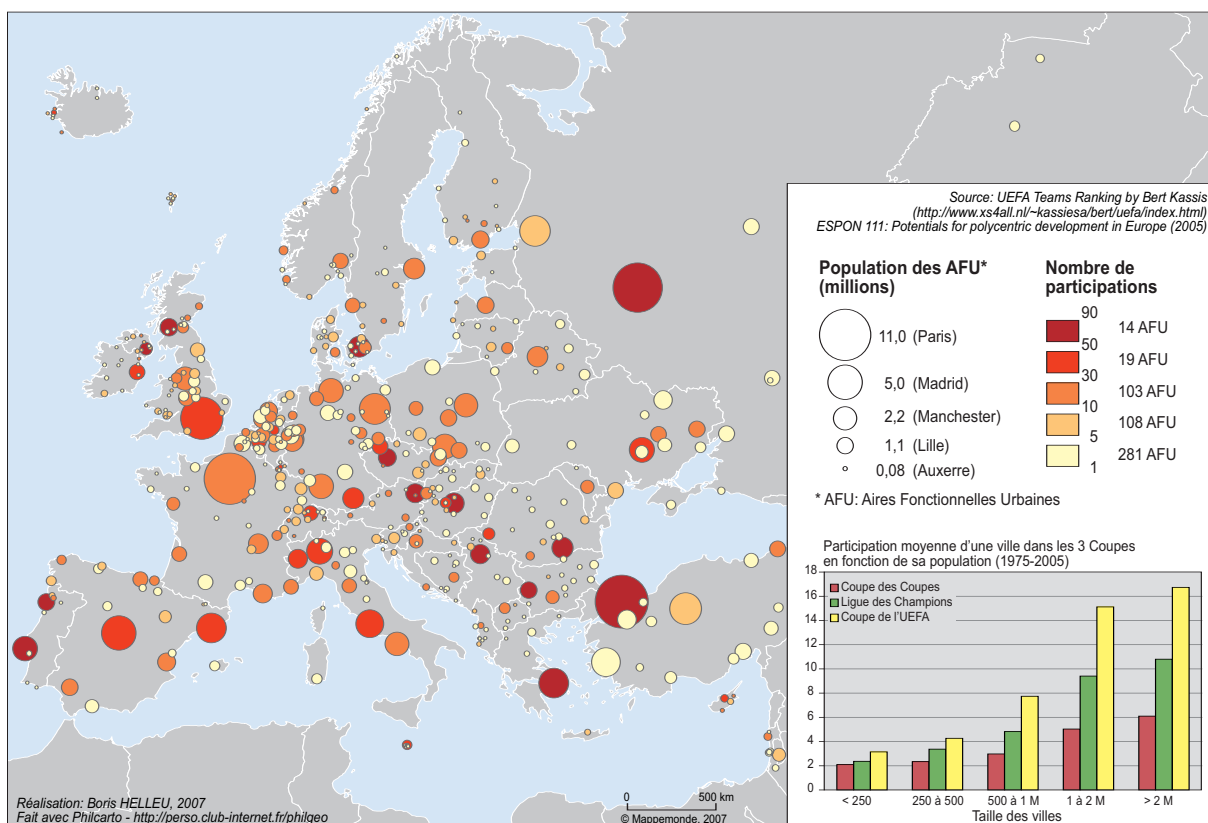 Source: UEFA Teams Ranking by Bert Kassis
(http://www.xs4all.nl/~kassiesa/bert/uefa/index.html)
ESPON 111: Potentials for polycentric development in Europe (2005)
Population des AFU*
(millions)
11,0 (Paris)
5,0 (Madrid)
2,2 (Manchester)
1,1 (Lille)
0,08 (Auxerre)
Nombre de
participations
90
14 AFU
50
19 AFU
30
103 AFU
10
108 AFU
5
281 AFU
1
* AFU: Aires Fonctionnelles Urbaines
Participation moyenne d'une ville dans les 3 Coupes
en fonction de sa population (1975-2005)
18
16
14
12
10
8
6
4
2
0
Coupe des Coupes
Ligue des Champions
Coupe de l'UEFA
< 250
250 à 500
500 à 1 M
1 à 2 M
> 2 M
Taille des villes
Réalisation: Boris HELLEU, 2007
Fait avec Philcarto - http://perso.club-internet.fr/philgeo
0
500 km
© Mappemonde, 2007